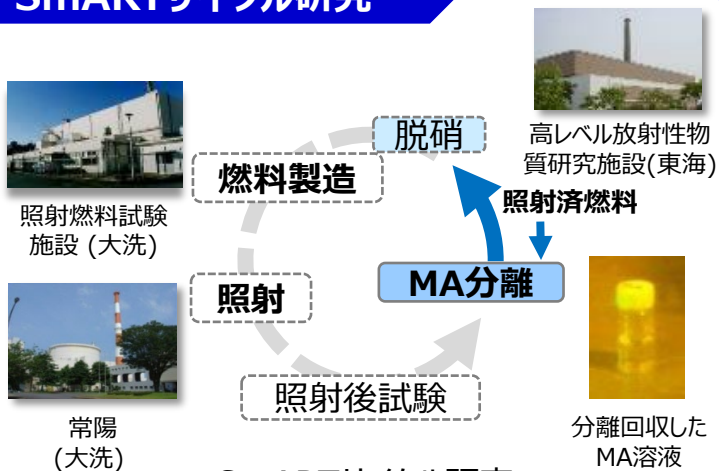 SmARTサイクル研究
脱硝
高レベル放射性物
質研究施設(東海)
燃料製造
照射済燃料
照射燃料試験
施設 (大洗)
MA分離
照射
照射後試験
常陽
(大洗)
分離回収した
MA溶液